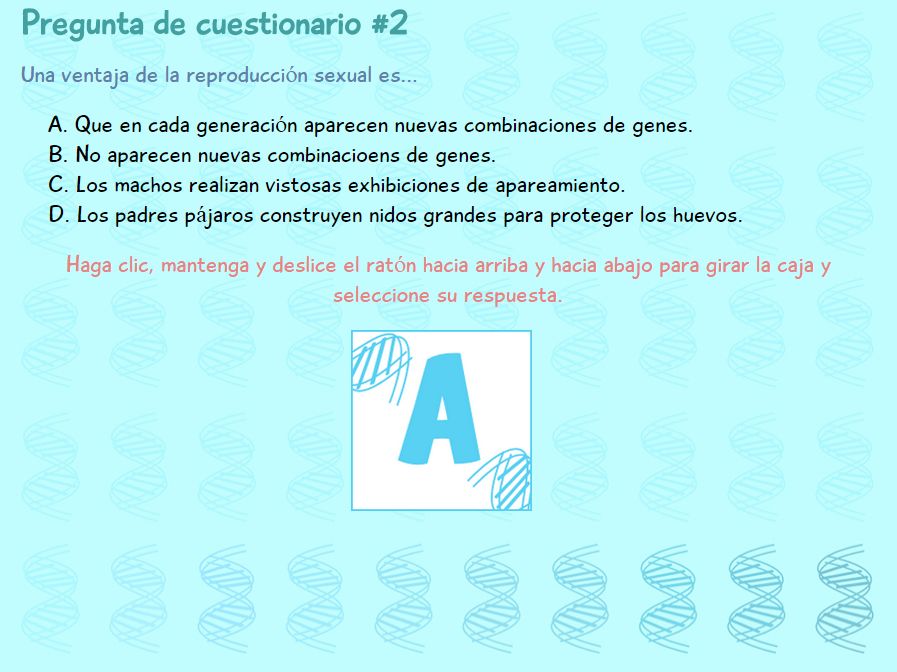 Pregunta de cuestionario #2
Una ventaja de la reproducción sexual es...
A. Que en cada generación aparecen nuevas combinaciones de genes.
B. No aparecen nuevas combinacioens de genes.
C. Los machos realizan vistosas exhibiciones de apareamiento.
D. Los padres pájaros construyen nidos grandes para proteger los huevos.
Haga clic, mantenga y deslice el ratón hacia arriba y hacia abajo para girar la caja y
seleccione su respuesta.
A